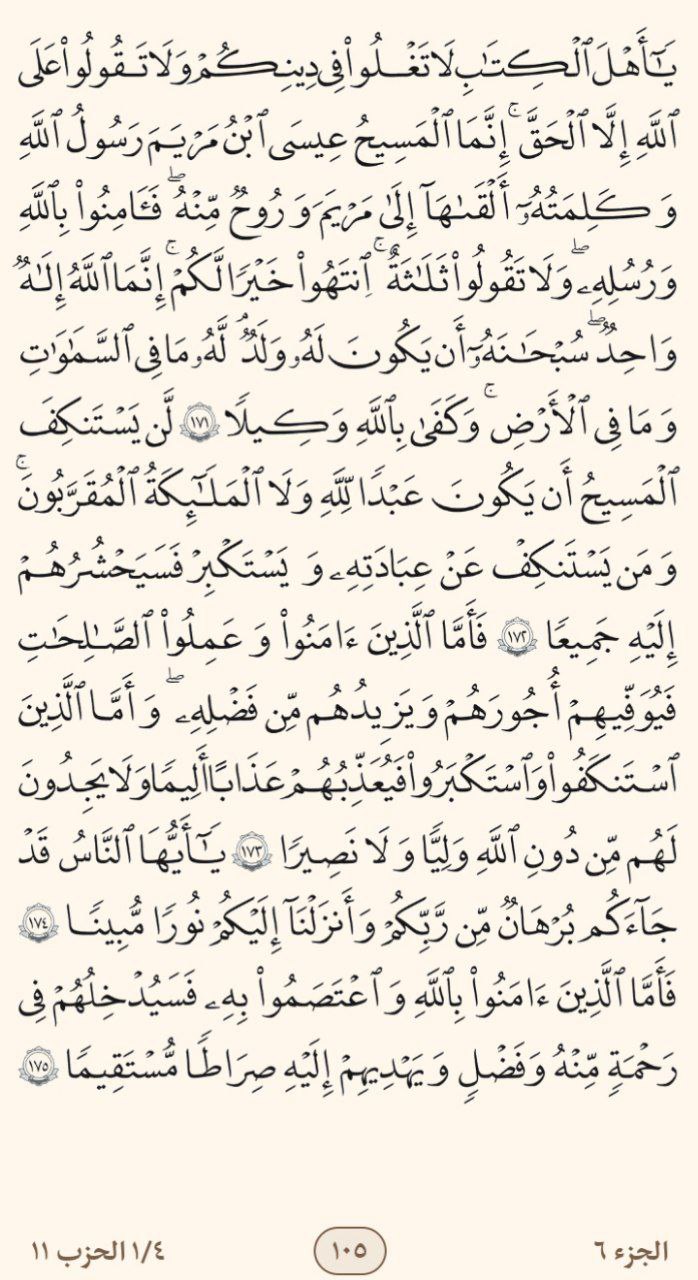 يَـٰٓأَهْلَ ٱلْكِتَـٰبِ لَا تَغْلُوا۟ فِى دِينِكُمْ وَلَا تَقُولُوا۟ عَلَى
ٱللَّهِ إِلَّا ٱلْحَقَّ ۚ إِنَّمَا ٱلْمَسِيحُ عِيسَى ٱبْنُ مَرْيَمَ رَسُولُ ٱللَّهِ
وَكَلِمَتُهُۥٓ أَلْقَىٰهَآ إِلَىٰ مَرْيَمَ وَرُوحٌ مِّنْهُ ۖ فَـَٔامِنُوا۟ بِٱللَّهِ
وَرُسُلِهِۦ ۖ وَلَا تَقُولُوا۟ ثَلَـٰثَةٌ ۚ ٱنتَهُوا۟ خَيْرًا لَّكُمْ ۚ إِنَّمَا ٱللَّهُ إِلَـٰهٌ
وَٰحِدٌ ۖ سُبْحَـٰنَهُۥٓ أَن يَكُونَ لَهُۥ وَلَدٌ ۘ لَّهُۥ مَا فِى ٱلسَّمَـٰوَٰتِ
وَمَا فِى ٱلْأَرْضِ ۗ وَكَفَىٰ بِٱللَّهِ وَكِيلًا ١٧١ لَّن يَسْتَنكِفَ
ٱلْمَسِيحُ أَن يَكُونَ عَبْدًا لِّلَّهِ وَلَا ٱلْمَلَـٰٓئِكَةُ ٱلْمُقَرَّبُونَ ۚ
وَمَن يَسْتَنكِفْ عَنْ عِبَادَتِهِۦ وَيَسْتَكْبِرْ فَسَيَحْشُرُهُمْ
إِلَيْهِ جَمِيعًا ١٧٢ فَأَمَّا ٱلَّذِينَ ءَامَنُوا۟ وَعَمِلُوا۟ ٱلصَّـٰلِحَـٰتِ
فَيُوَفِّيهِمْ أُجُورَهُمْ وَيَزِيدُهُم مِّن فَضْلِهِۦ ۖ وَأَمَّا ٱلَّذِينَ
ٱسْتَنكَفُوا۟ وَٱسْتَكْبَرُوا۟ فَيُعَذِّبُهُمْ عَذَابًا أَلِيمًا وَلَا يَجِدُونَ
لَهُم مِّن دُونِ ٱللَّهِ وَلِيًّا وَلَا نَصِيرًا ١٧٣ يَـٰٓأَيُّهَا ٱلنَّاسُ قَدْ
جَآءَكُم بُرْهَـٰنٌ مِّن رَّبِّكُمْ وَأَنزَلْنَآ إِلَيْكُمْ نُورًا مُّبِينًا ١٧٤
فَأَمَّا ٱلَّذِينَ ءَامَنُوا۟ بِٱللَّهِ وَٱعْتَصَمُوا۟ بِهِۦ فَسَيُدْخِلُهُمْ فِى
رَحْمَةٍ مِّنْهُ وَفَضْلٍ وَيَهْدِيهِمْ إِلَيْهِ صِرَٰطًا مُّسْتَقِيمًا ١٧٥
الجزء ٦ ١٠٥ ١/٤ الحزب ١١